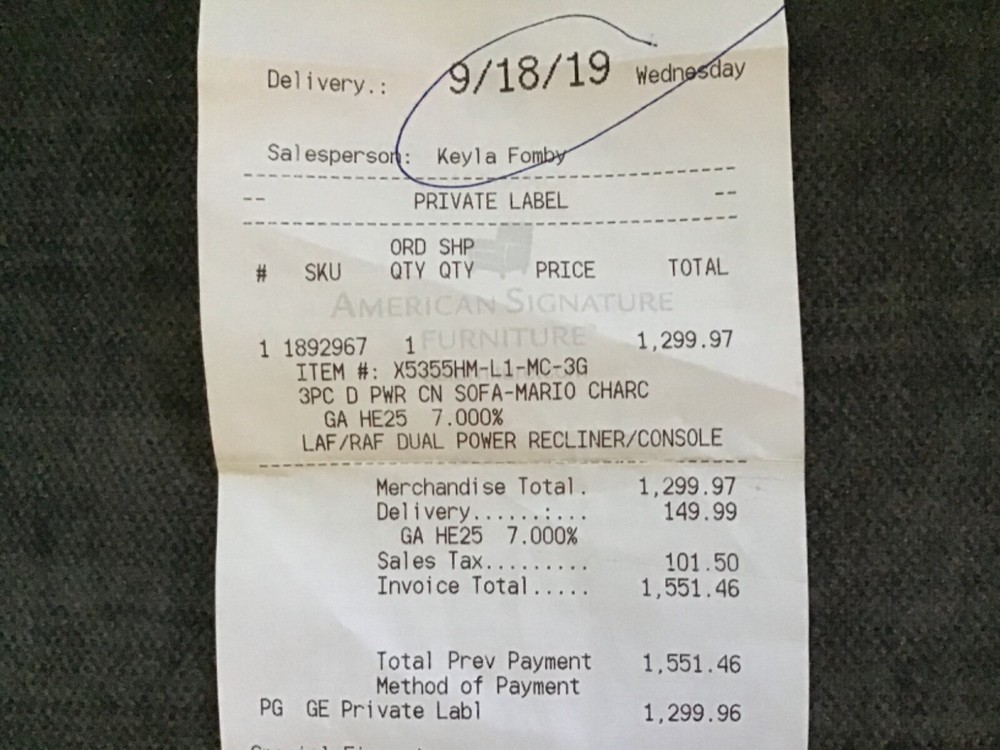 Delivery.: 9/18/19 Wednesday
Salesperson: Keyla Fomby
-- PRIVATE LABEL --
ORD SHP
# SKU QTY QTY PRICE TOTAL
AMERICAN SIGNATURE
FURNITURE
1 1892967 1 1,299.97
ITEM #: X5355HM-L1-MC-3G
3PC D PWR CN SOFA-MARIO CHARC
GA HE25 7.000%
LAF/RAF DUAL POWER RECLINER/CONSOLE
Merchandise Total. 1,299.97
Delivery......:... 149.99
GA HE25 7.000%
Sales Tax......... 101.50
Invoice Total..... 1,551.46
Total Prev Payment 1,551.46
Method of Payment
PG GE Private Labl 1,299.96